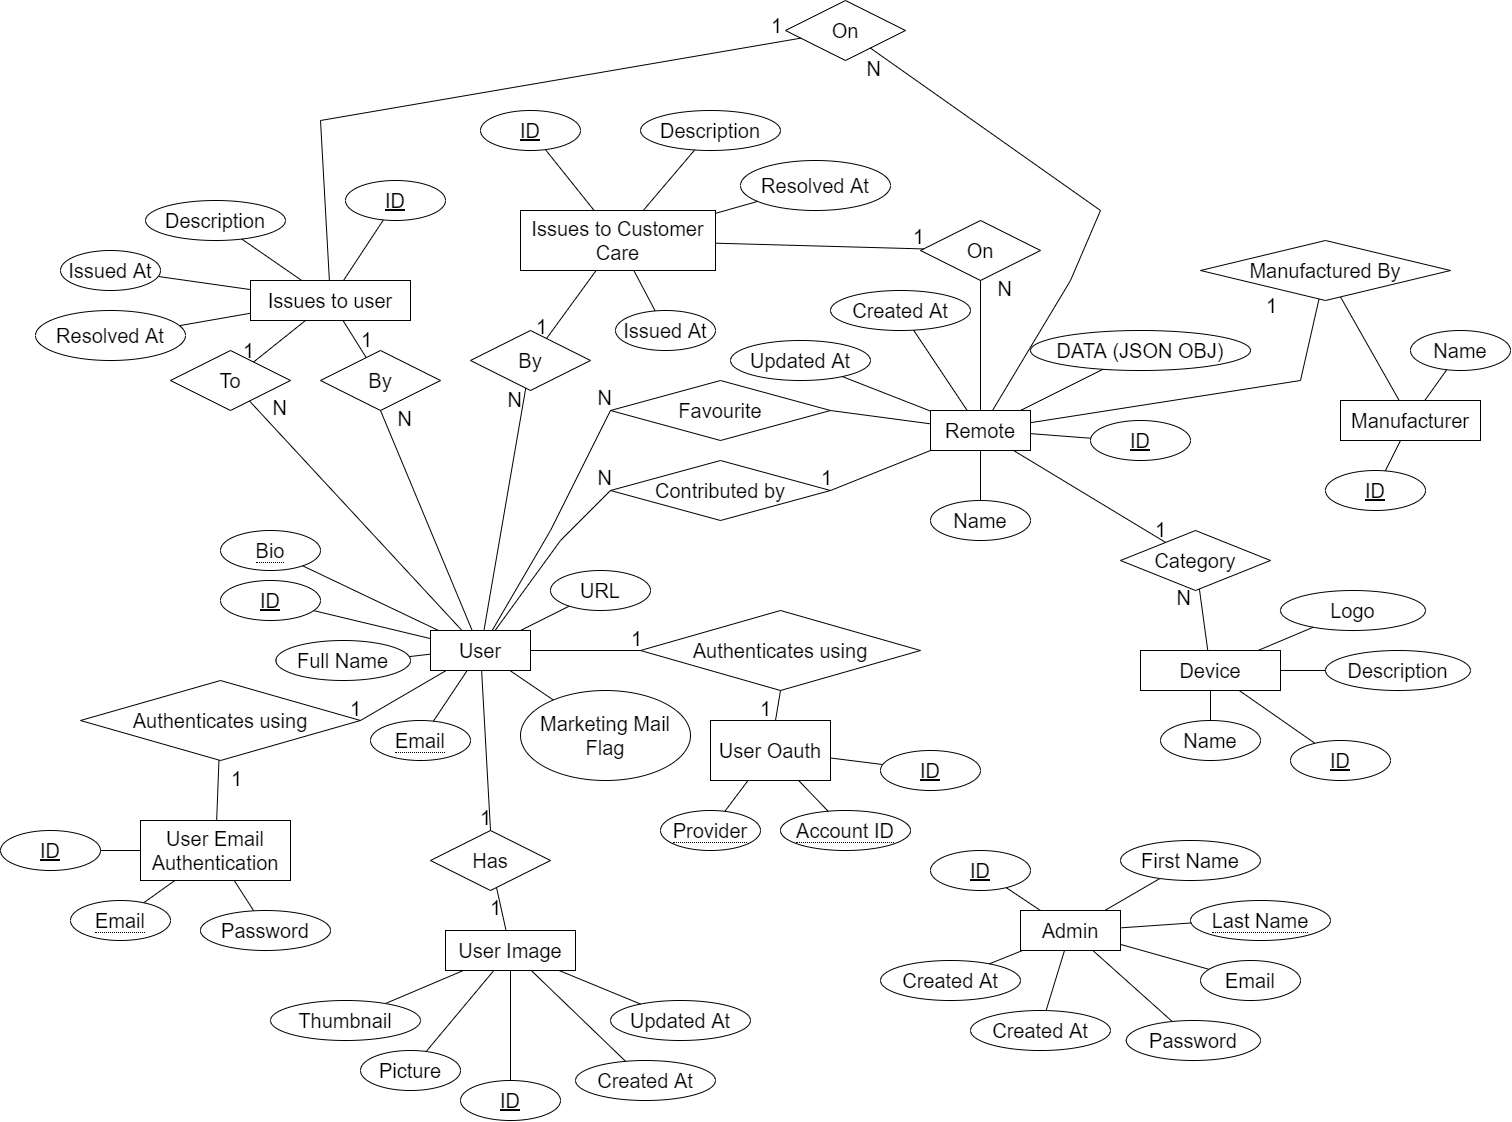 1
On
N
ID
Description
Resolved At
Issues to Customer
Care
1
On
N
Issued At
1
By
N
ID
Description
Issued At
Issues to user
Resolved At
1
To
N
1
By
N
Manufactured By
1
Created At
DATA (JSON OBJ)
Updated At
Name
N
Favourite
Remote
Manufacturer
ID
N
Contributed by
1
ID
Name
1
Category
N
Bio
ID
URL
Full Name
User
1
Authenticates using
1
Logo
Device
Description
Name
ID
Authenticates using
1
1
Email
Marketing Mail
Flag
User Oauth
ID
Provider
Account ID
ID
User Email
Authentication
Email
Password
1
Has
1
User Image
Thumbnail
Updated At
Picture
Created At
ID
ID
First Name
Admin
Last Name
Created At
Email
Created At
Password